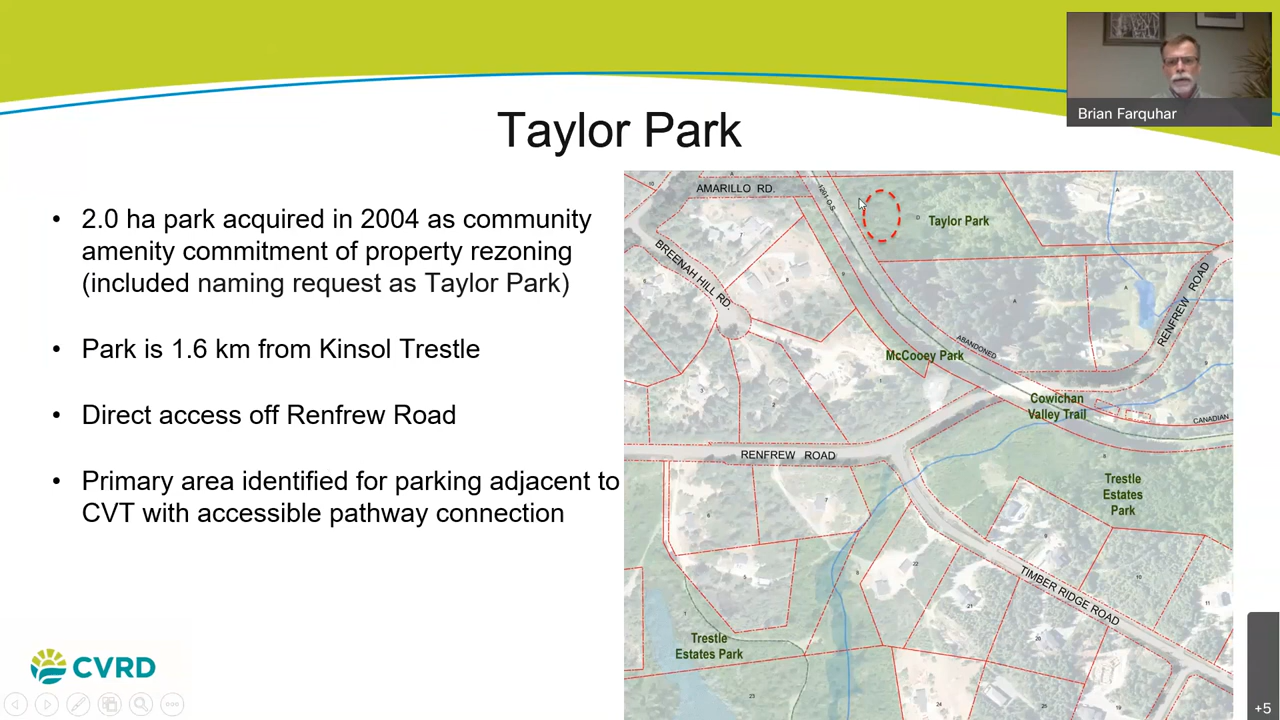 Brian Farquhar
Taylor Park
• 2.0 ha park acquired in 2004 as community
amenity commitment of property rezoning
(included naming request as Taylor Park)
• Park is 1.6 km from Kinsol Trestle
• Direct access off Renfrew Road
• Primary area identified for parking adjacent to
CVT with accessible pathway connection
AMARILLO RD.
BREENAH HILL RD.
Taylor Park
RENFREW ROAD
McCooey Park
ABANDONED
Cowichan
Valley Trail
CANADIAN
RENFREW ROAD
Trestle
Estates
Park
TIMBER RIDGE ROAD
Trestle
Estates Park
CVRD
+5